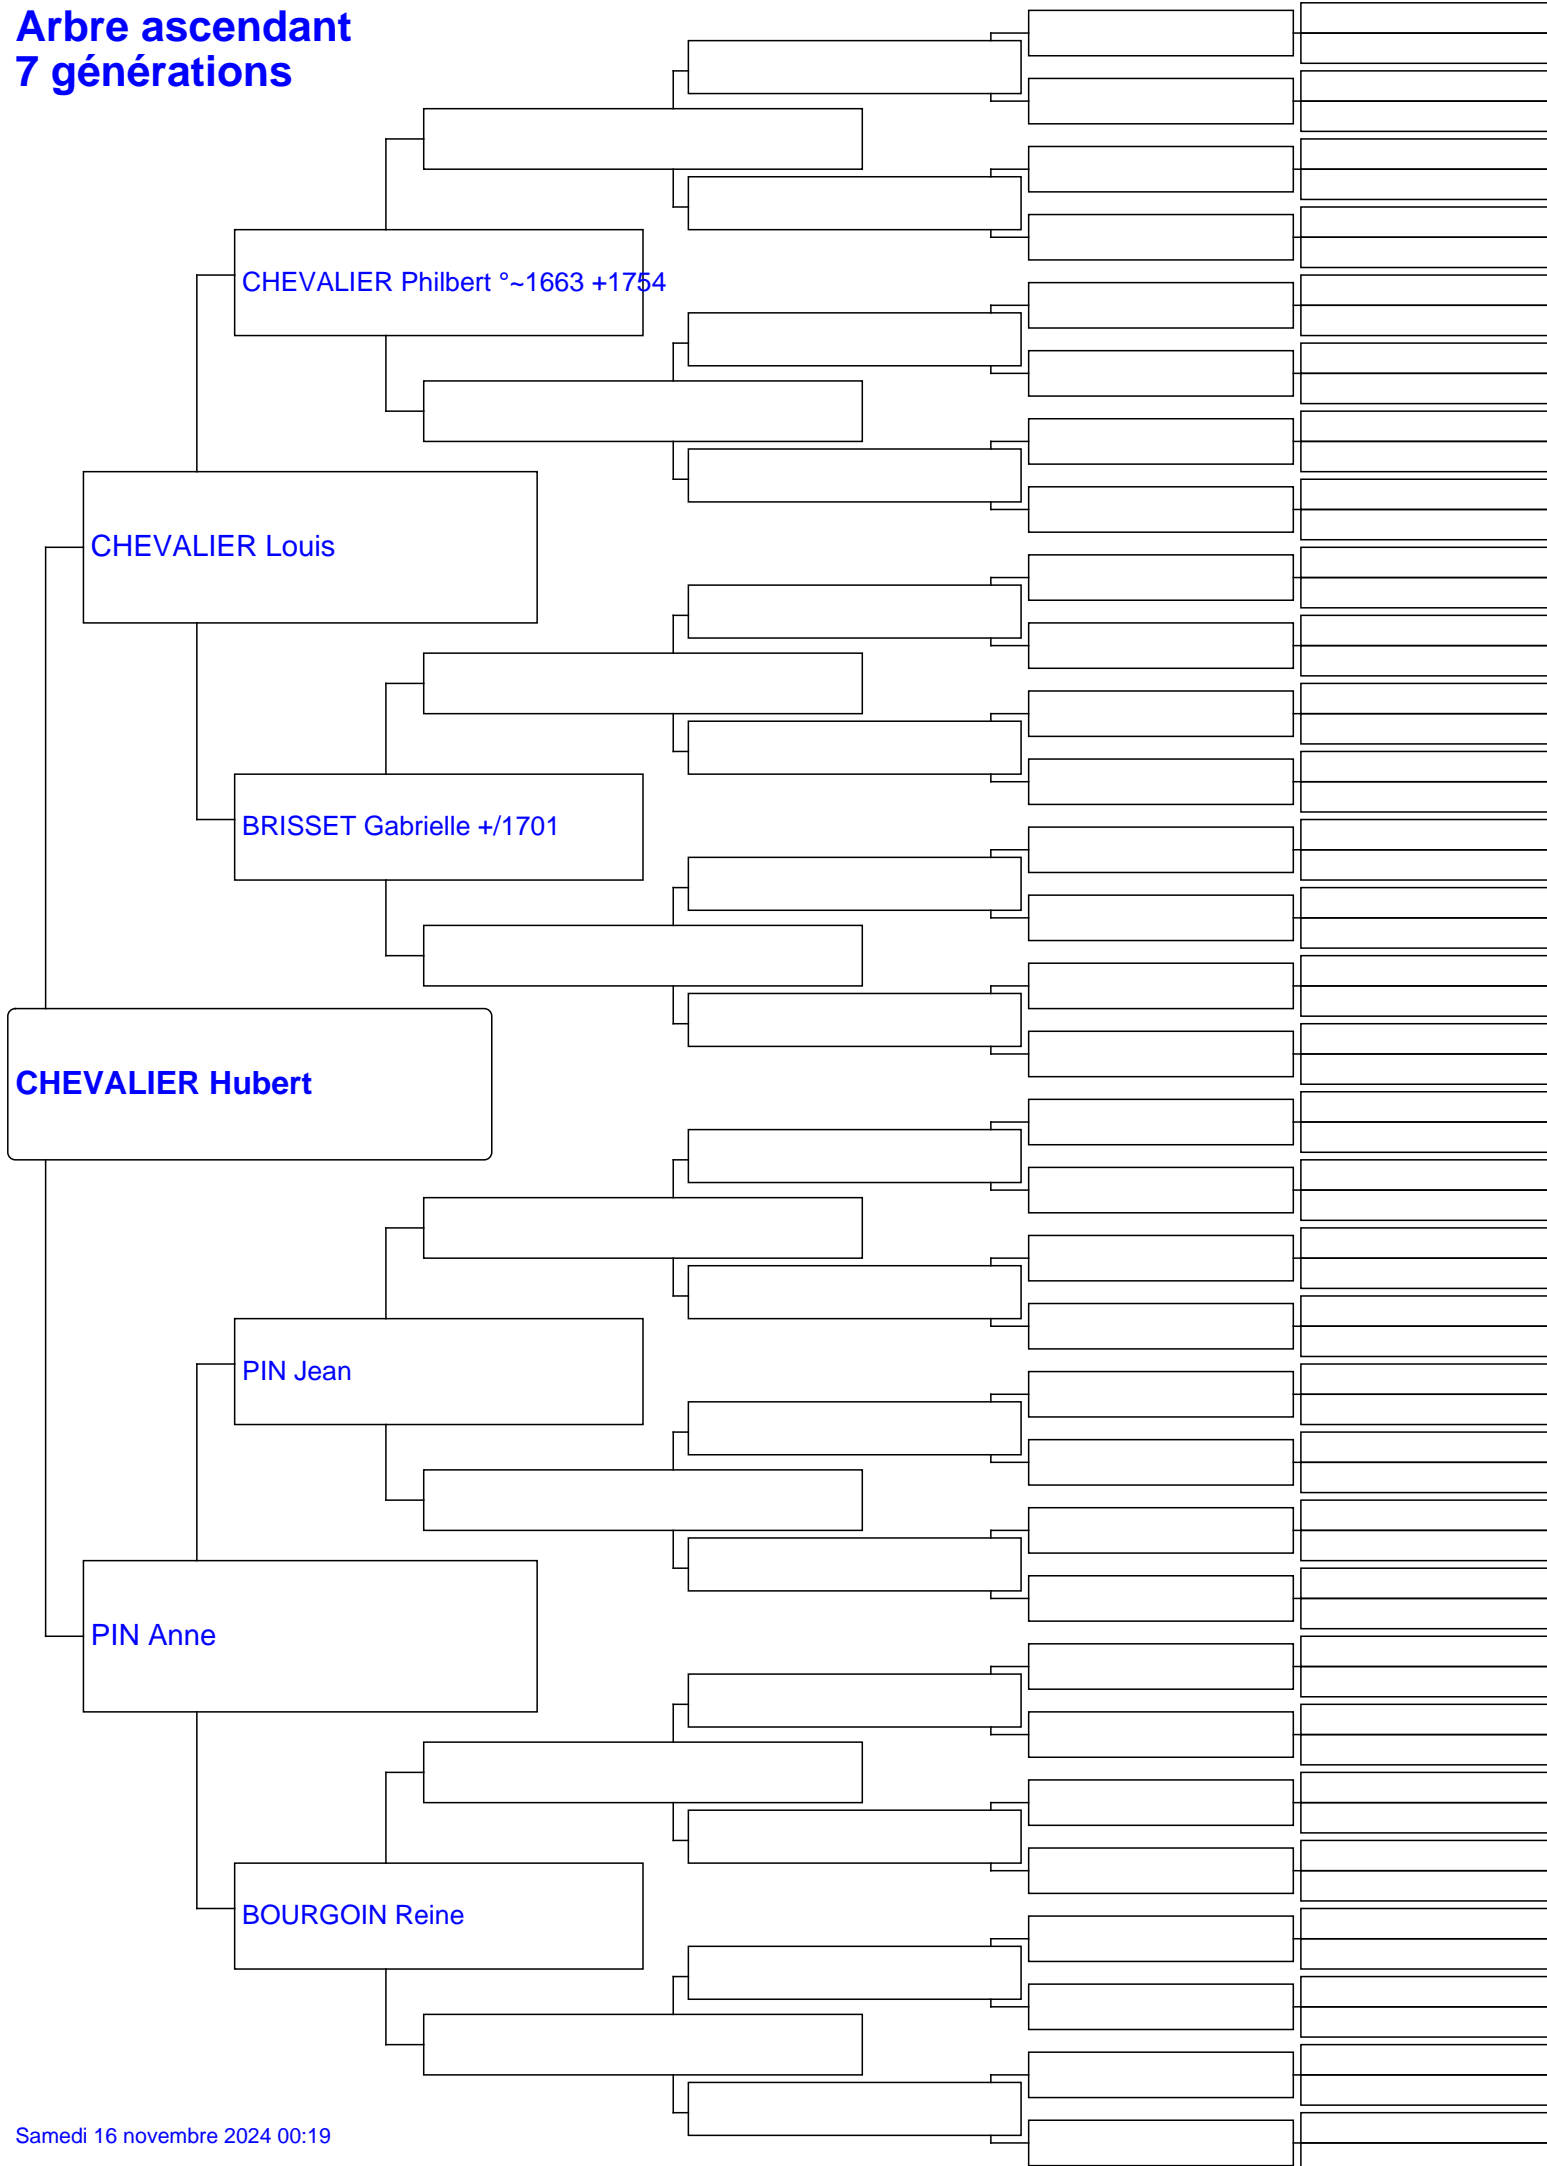 Arbre ascendant
7 générations
CHEVALIER Philbert °~1663 +1754
CHEVALIER Louis
BRISSET Gabrielle +/1701
CHEVALIER Hubert
PIN Jean
PIN Anne
BOURGOIN Reine
Samedi 16 novembre 2024 00:19